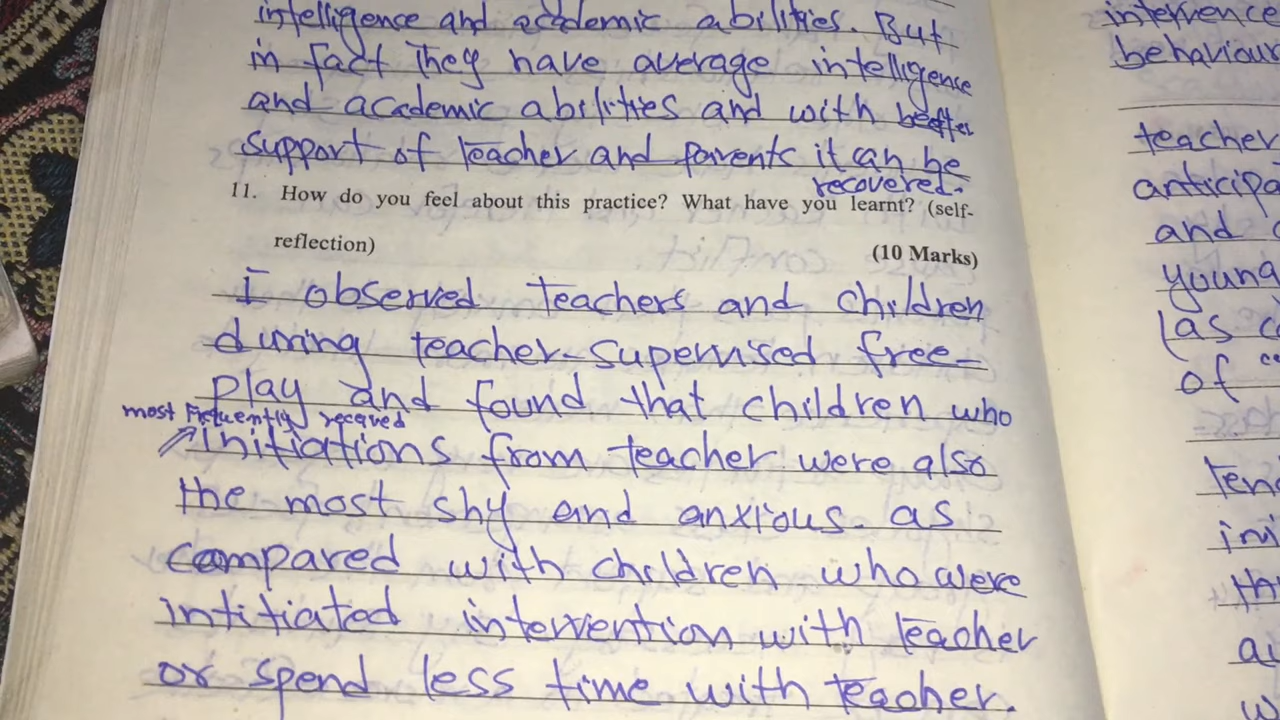 intelligence and academic abilities. But
in fact They have average intelligence
and academic abilities and with better
support of teacher and parents it can be
recovered.
11. How do you feel about this practice? What have you learnt? (self-
reflection) (10 Marks)
I observed teachers and children
during teacher-supervised free-
play and found that children who
most frequently received
initiations from teacher were also
the most shy and anxious. as
compared with children who were
intitiated intervention with teacher
or spend less time with teacher.
intervence
behaviour
teacher
anticipa
and
young
(as c
of
tend
ini
th